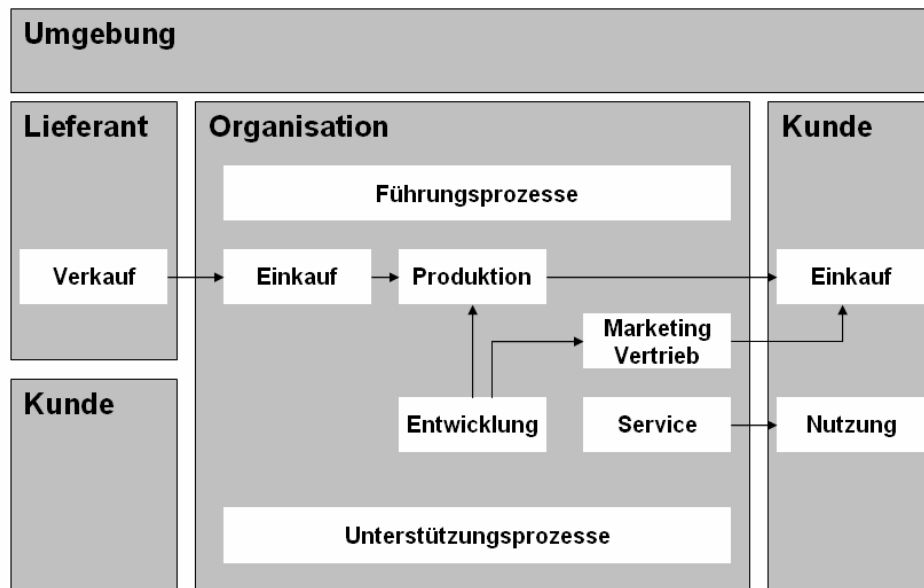 Umgebung
Lieferant
Organisation
Kunde
Führungsprozesse
Verkauf
Einkauf
Produktion
Einkauf
Marketing
Vertrieb
Kunde
Entwicklung
Service
Nutzung
Unterstützungsprozesse